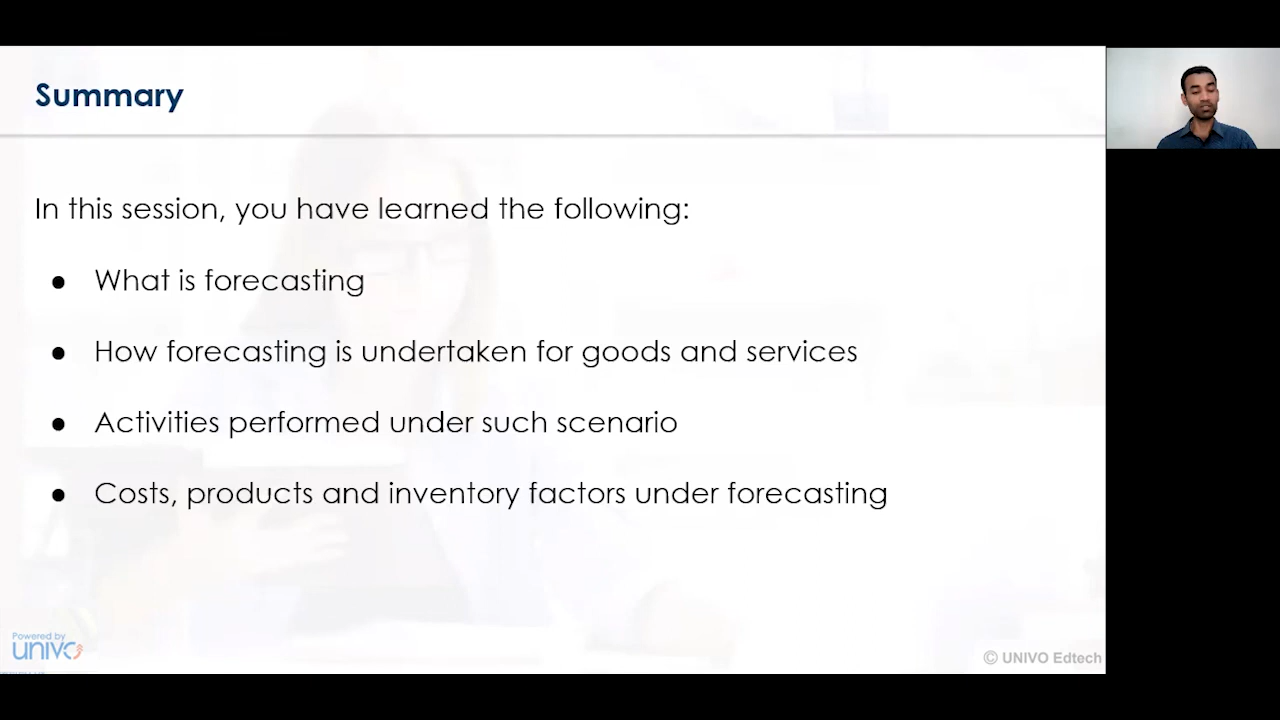 Summary
In this session, you have learned the following:
● What is forecasting
● How forecasting is undertaken for goods and services
● Activities performed under such scenario
● Costs, products and inventory factors under forecasting
Powered by
univo
© UNIVO Edtech